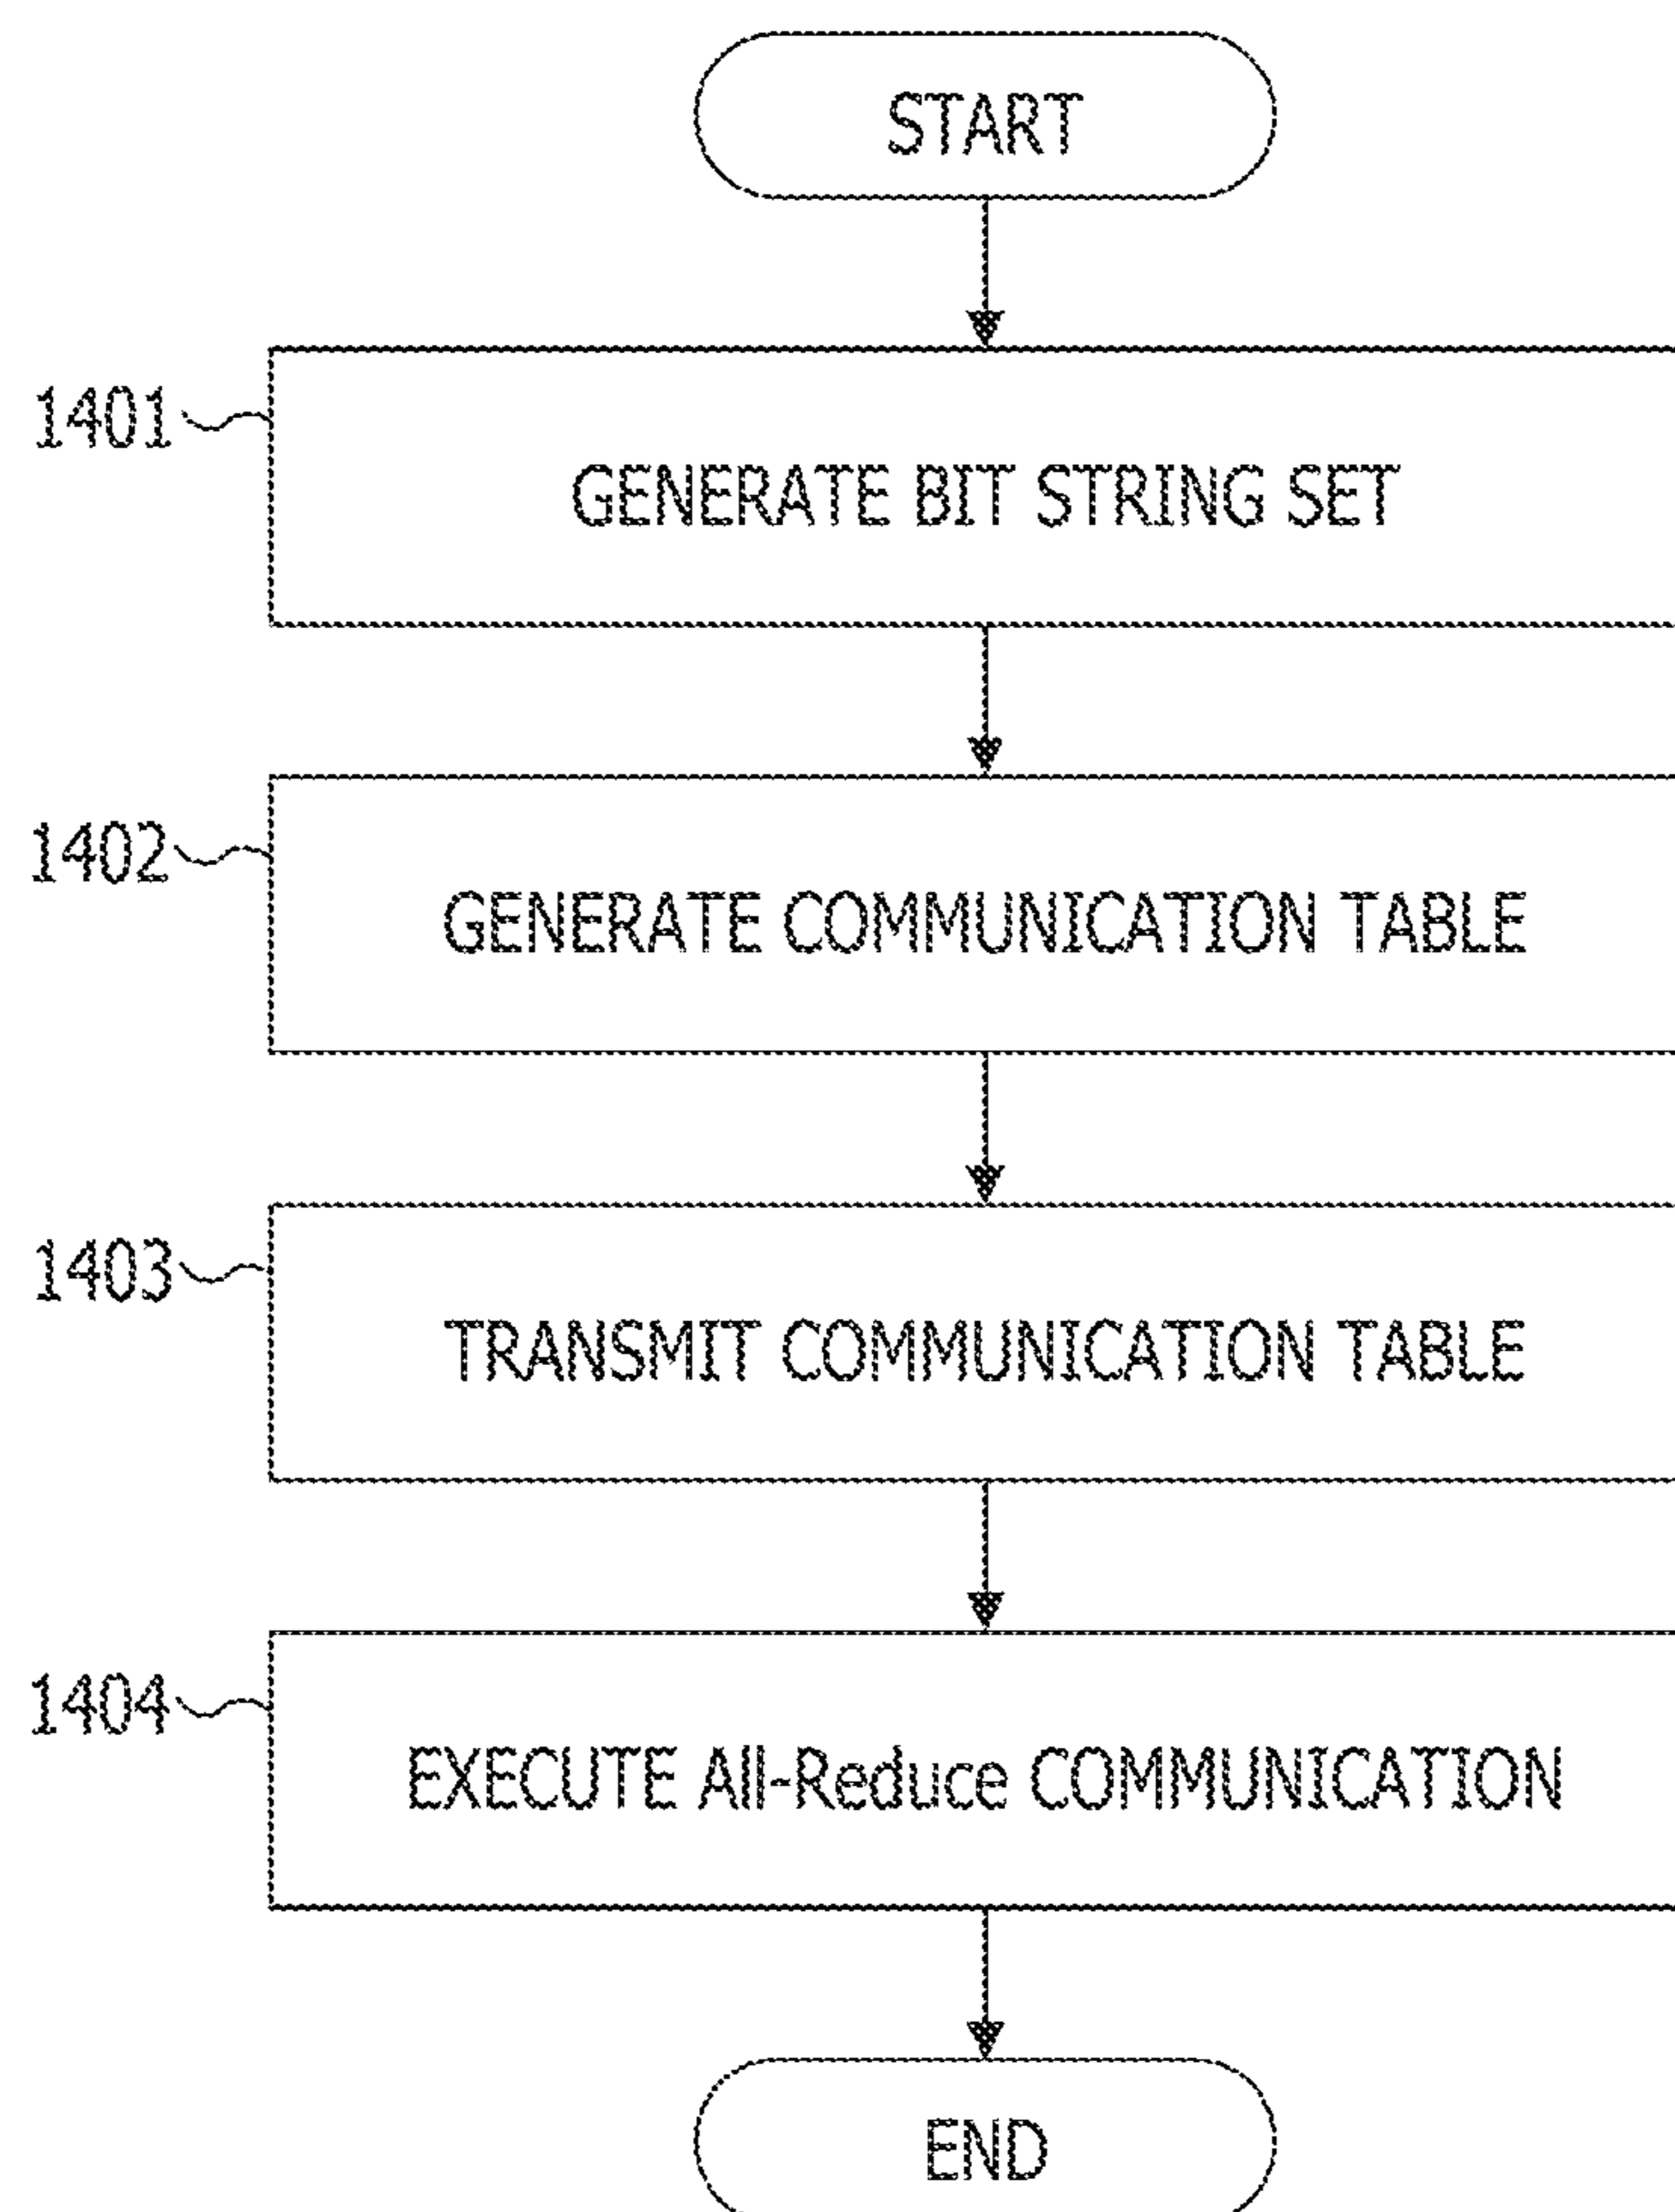 START
1401
GENERATE BIT STRING SET
1402
GENERATE COMMUNICATION TABLE
1403
TRANSMIT COMMUNICATION TABLE
1404
EXECUTE All-Reduce COMMUNICATION
END